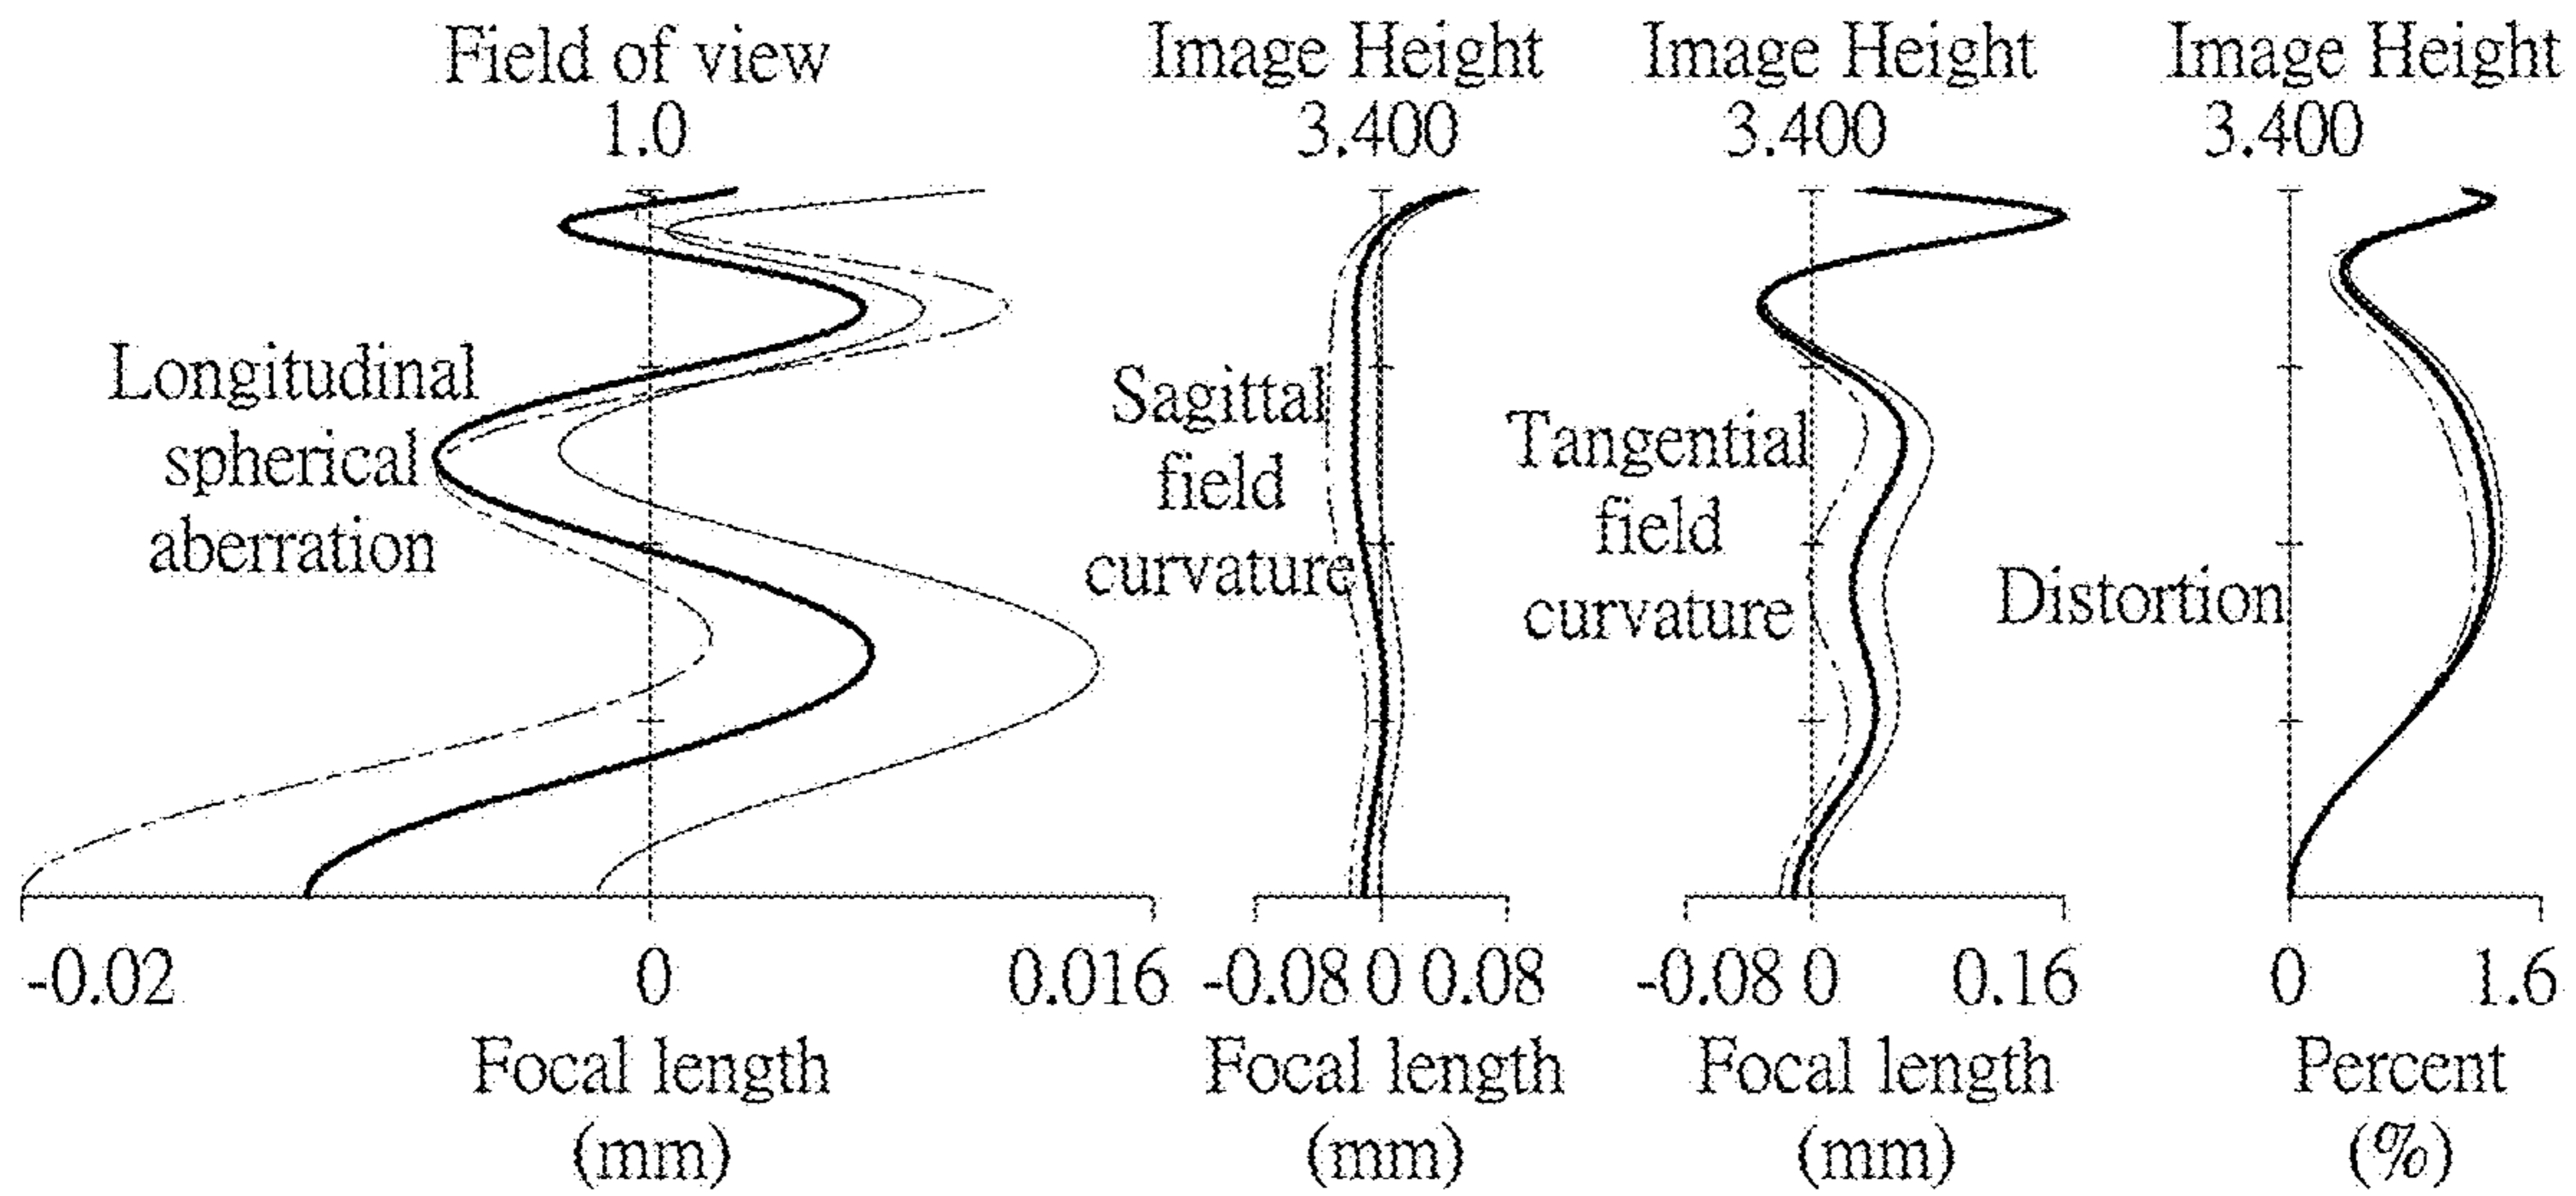 Field of view
1.0
Longitudinal
spherical
aberration
-0.02 0 0.016
Focal length
(mm)
Image Height
3.400
Sagittal
field
curvature
-0.08 0 0.08
Focal length
(mm)
Image Height
3.400
Tangential
field
curvature
-0.08 0 0.16
Focal length
(mm)
Image Height
3.400
Distortion
0 1.6
Percent
(%)